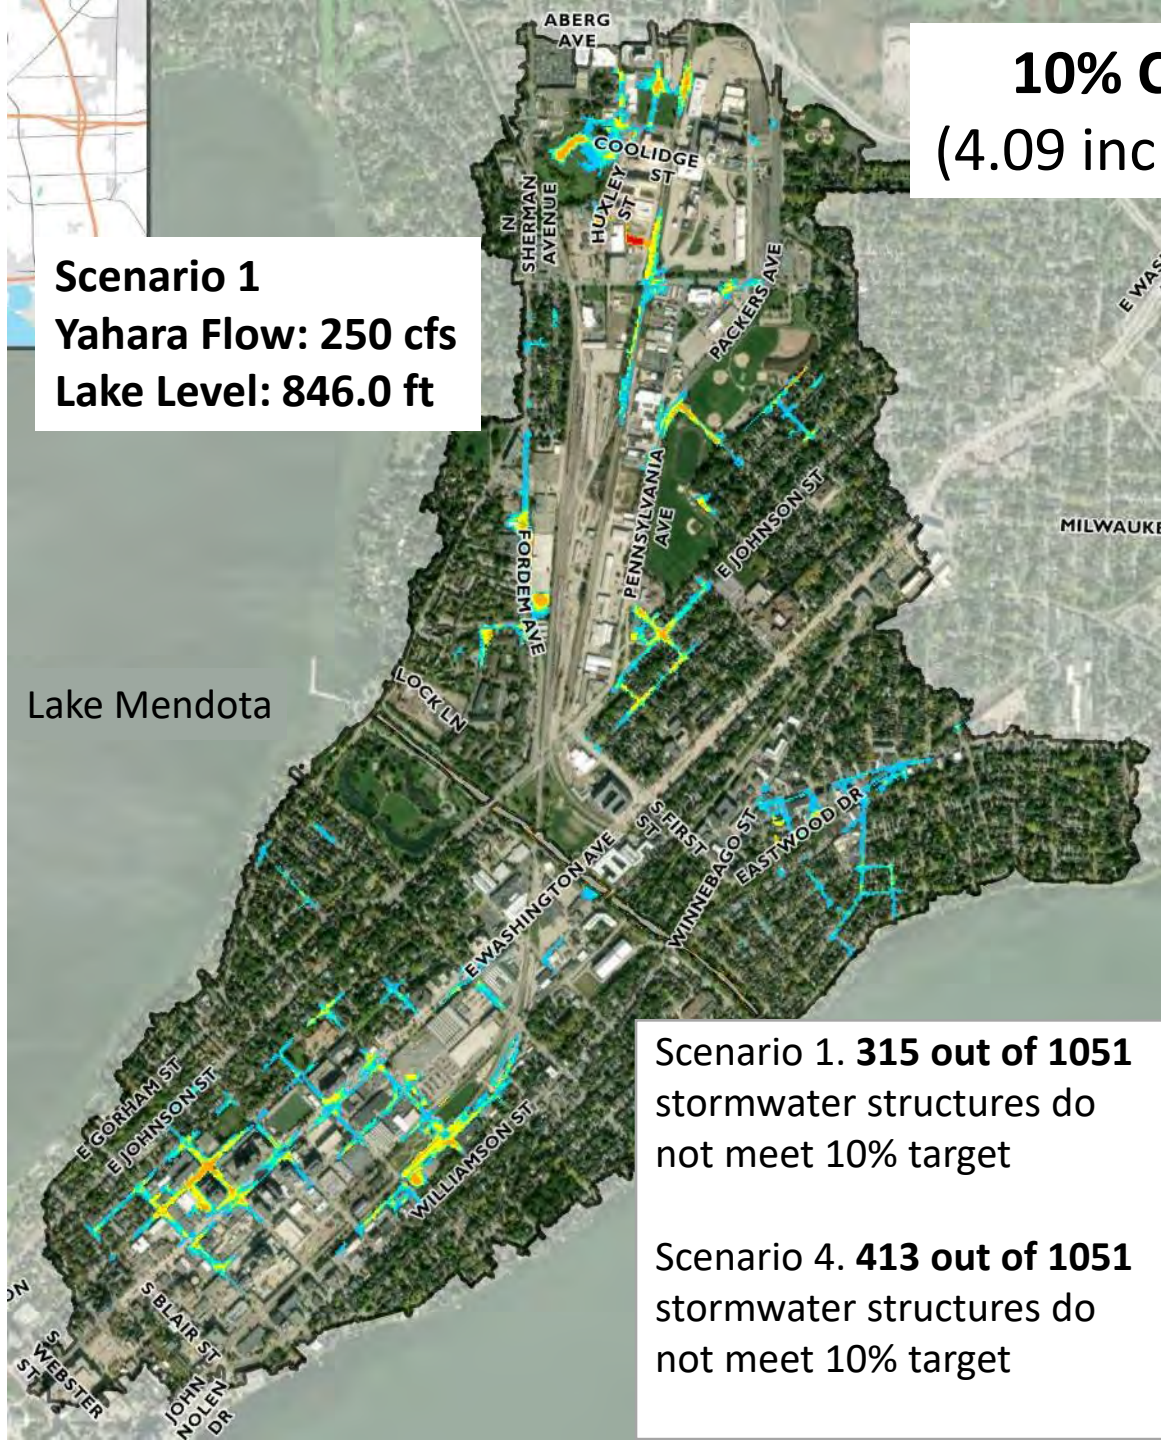 ABERG
AVE
10% C
(4.09 inc
COOLIDGE
ST
HUXLEY
ST
N
SHERMAN
AVENUE
E WAS
Scenario 1
Yahara Flow: 250 cfs
Lake Level: 846.0 ft
PACKERS AVE
PENNSYLVANIA
AVE
E JOHNSON ST
MILWAUKE
FORDEM AVE
Lake Mendota
LOCK LN
S FIRST
ST
WINNEBAGO ST
EASTWOOD DR
E WASHINGTON AVE
E GORHAM ST
E JOHNSON ST
WILLIAMSON ST
Scenario 1. 315 out of 1051
stormwater structures do
not meet 10% target
Scenario 4. 413 out of 1051
stormwater structures do
not meet 10% target
ON
S BLAIR ST
S
WEBSTER
ST
JOHN
NOLEN
DR